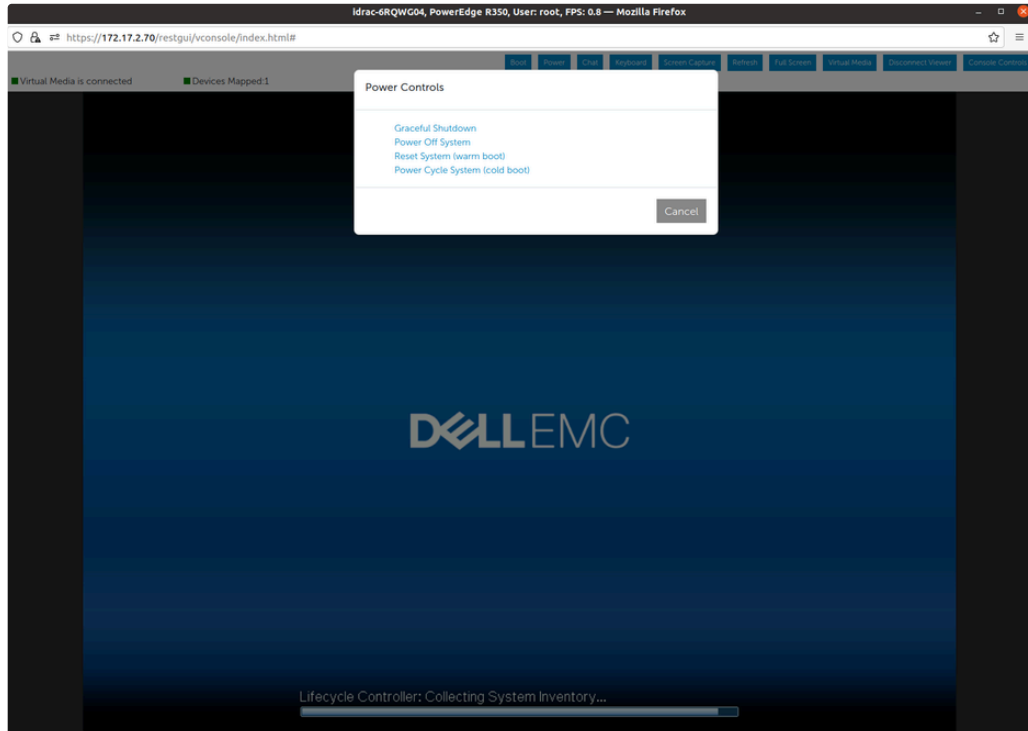 idrac-6RQWG04, PowerEdge R350, User: root, FPS: 0.8 — Mozilla Firefox
https://172.17.2.70/restgui/vconsole/index.html#
Boot Power Chat Keyboard Screen Capture Refresh Full Screen Virtual Media Disconnect Viewer Console Controls
Virtual Media is connected Devices Mapped:1
Power Controls
Graceful Shutdown
Power Off System
Reset System (warm boot)
Power Cycle System (cold boot)
Cancel
DELLEMC
Lifecycle Controller: Collecting System Inventory...